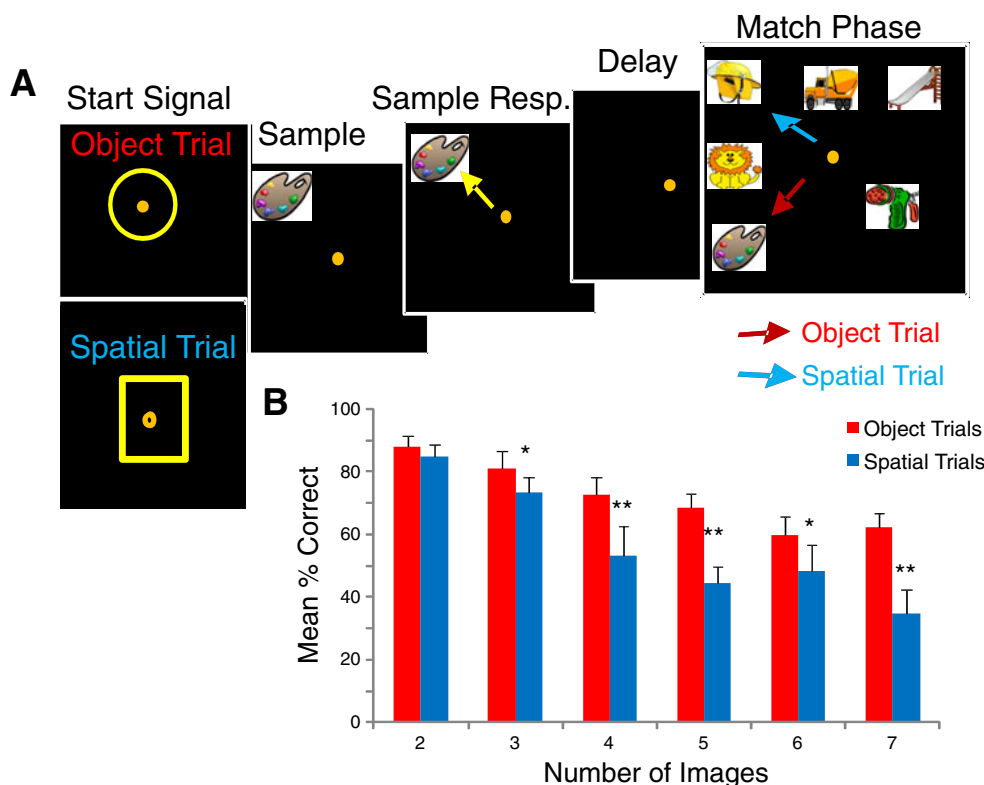 A
Start Signal
Object Trial
Spatial Trial
Sample
Sample Resp.
Delay
Match Phase
Object Trial
Spatial Trial
B
Mean % Correct
100
80
60
40
20
0
Object Trials
Spatial Trials
*
**
**
*
**
2 3 4 5 6 7
Number of Images